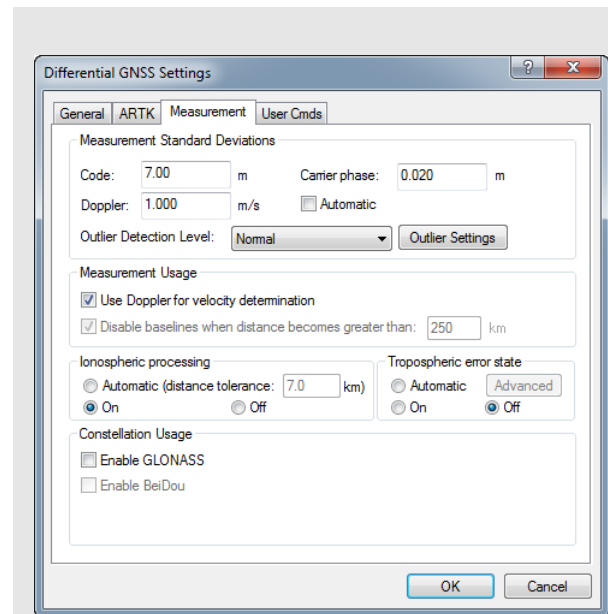 Differential GNSS Settings
General ARTK Measurement User Cmds
Measurement Standard Deviations
Code: 7.00 m Carrier phase: 0.020 m
Doppler: 1.000 m/s Automatic
Outlier Detection Level: Normal Outlier Settings
Measurement Usage
Use Doppler for velocity determination
Disable baselines when distance becomes greater than: 250 km
Ionospheric processing Tropospheric error state
Automatic (distance tolerance: 7.0 km) Automatic Advanced
On Off On Off
Constellation Usage
Enable GLONASS
Enable BeiDou
OK Cancel